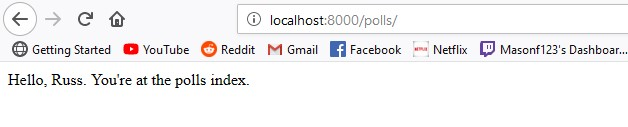 localhost:8000/polls/
Getting Started YouTube Reddit Gmail Facebook NETFLIX Netflix Masonf123's Dashboar...
Hello, Russ. You're at the polls index.